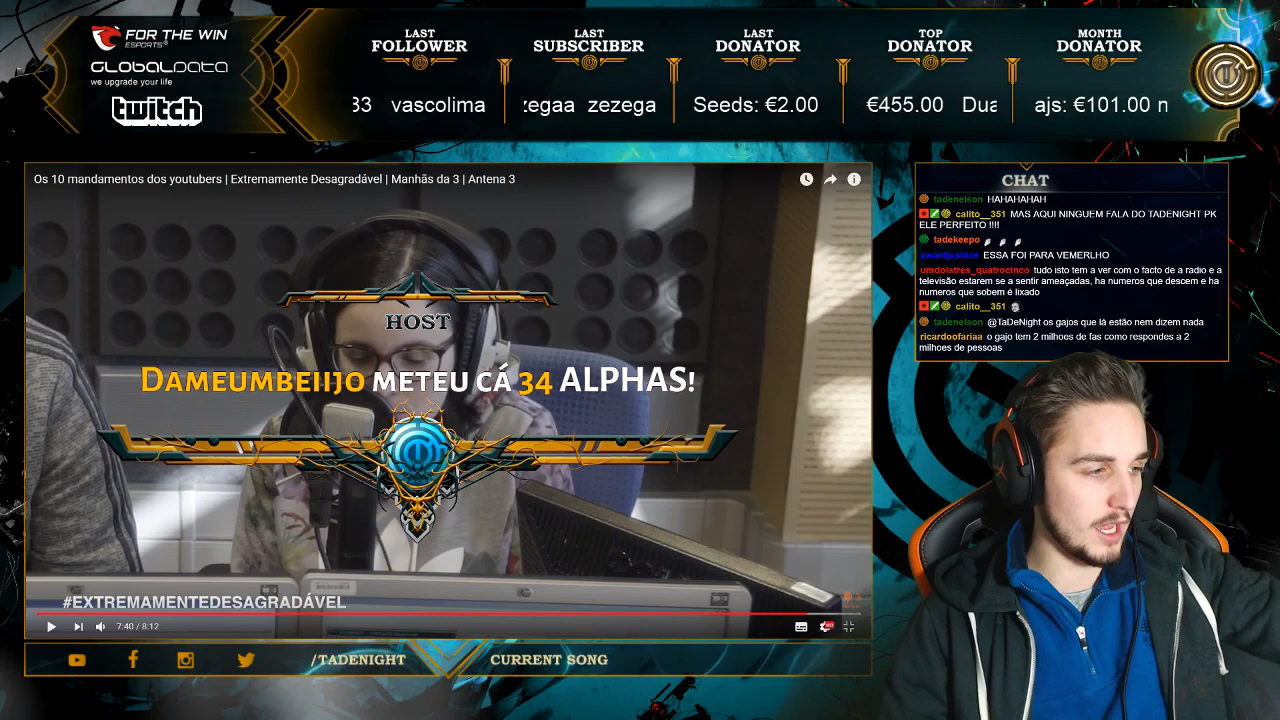 FOR THE WIN
ESPORTS
GLOBALDATA
we upgrade your life
twitch
LAST
FOLLOWER
33 vascolima
LAST
SUBSCRIBER
zegaa zezega
LAST
DONATOR
Seeds: €2.00
TOP
DONATOR
€455.00 Dua
MONTH
DONATOR
ajs: €101.00 n
Os 10 mandamentos dos youtubers | Extremamente Desagradável | Manhãs da 3 | Antena 3
HOST
DAMEUMBEIIJO METEU CÁ 34 ALPHAS!
#EXTREMAMENTEDESAGRADÁVEL
7:40 / 8:12
HD
/TADENIGHT
CURRENT SONG
CHAT
tadenelson HAHAHAHAH
calito__351 MAS AQUI NINGUEM FALA DO TADENIGHT PK
ELE PERFEITO !!!!
tadekeepo
xwantjustiice ESSA FOI PARA VEMERLHO
umdoistres_quatrocinco tudo isto tem a ver com o facto de a radio e a
televisão estarem se a sentir ameaçadas, ha numeros que descem e ha
numeros que sobem é lixado
calito__351
tadenelson @TaDeNight os gajos que lá estão nem dizem nada
ricardoofariaa o gajo tem 2 milhoes de fas como respondes a 2
milhoes de pessoas